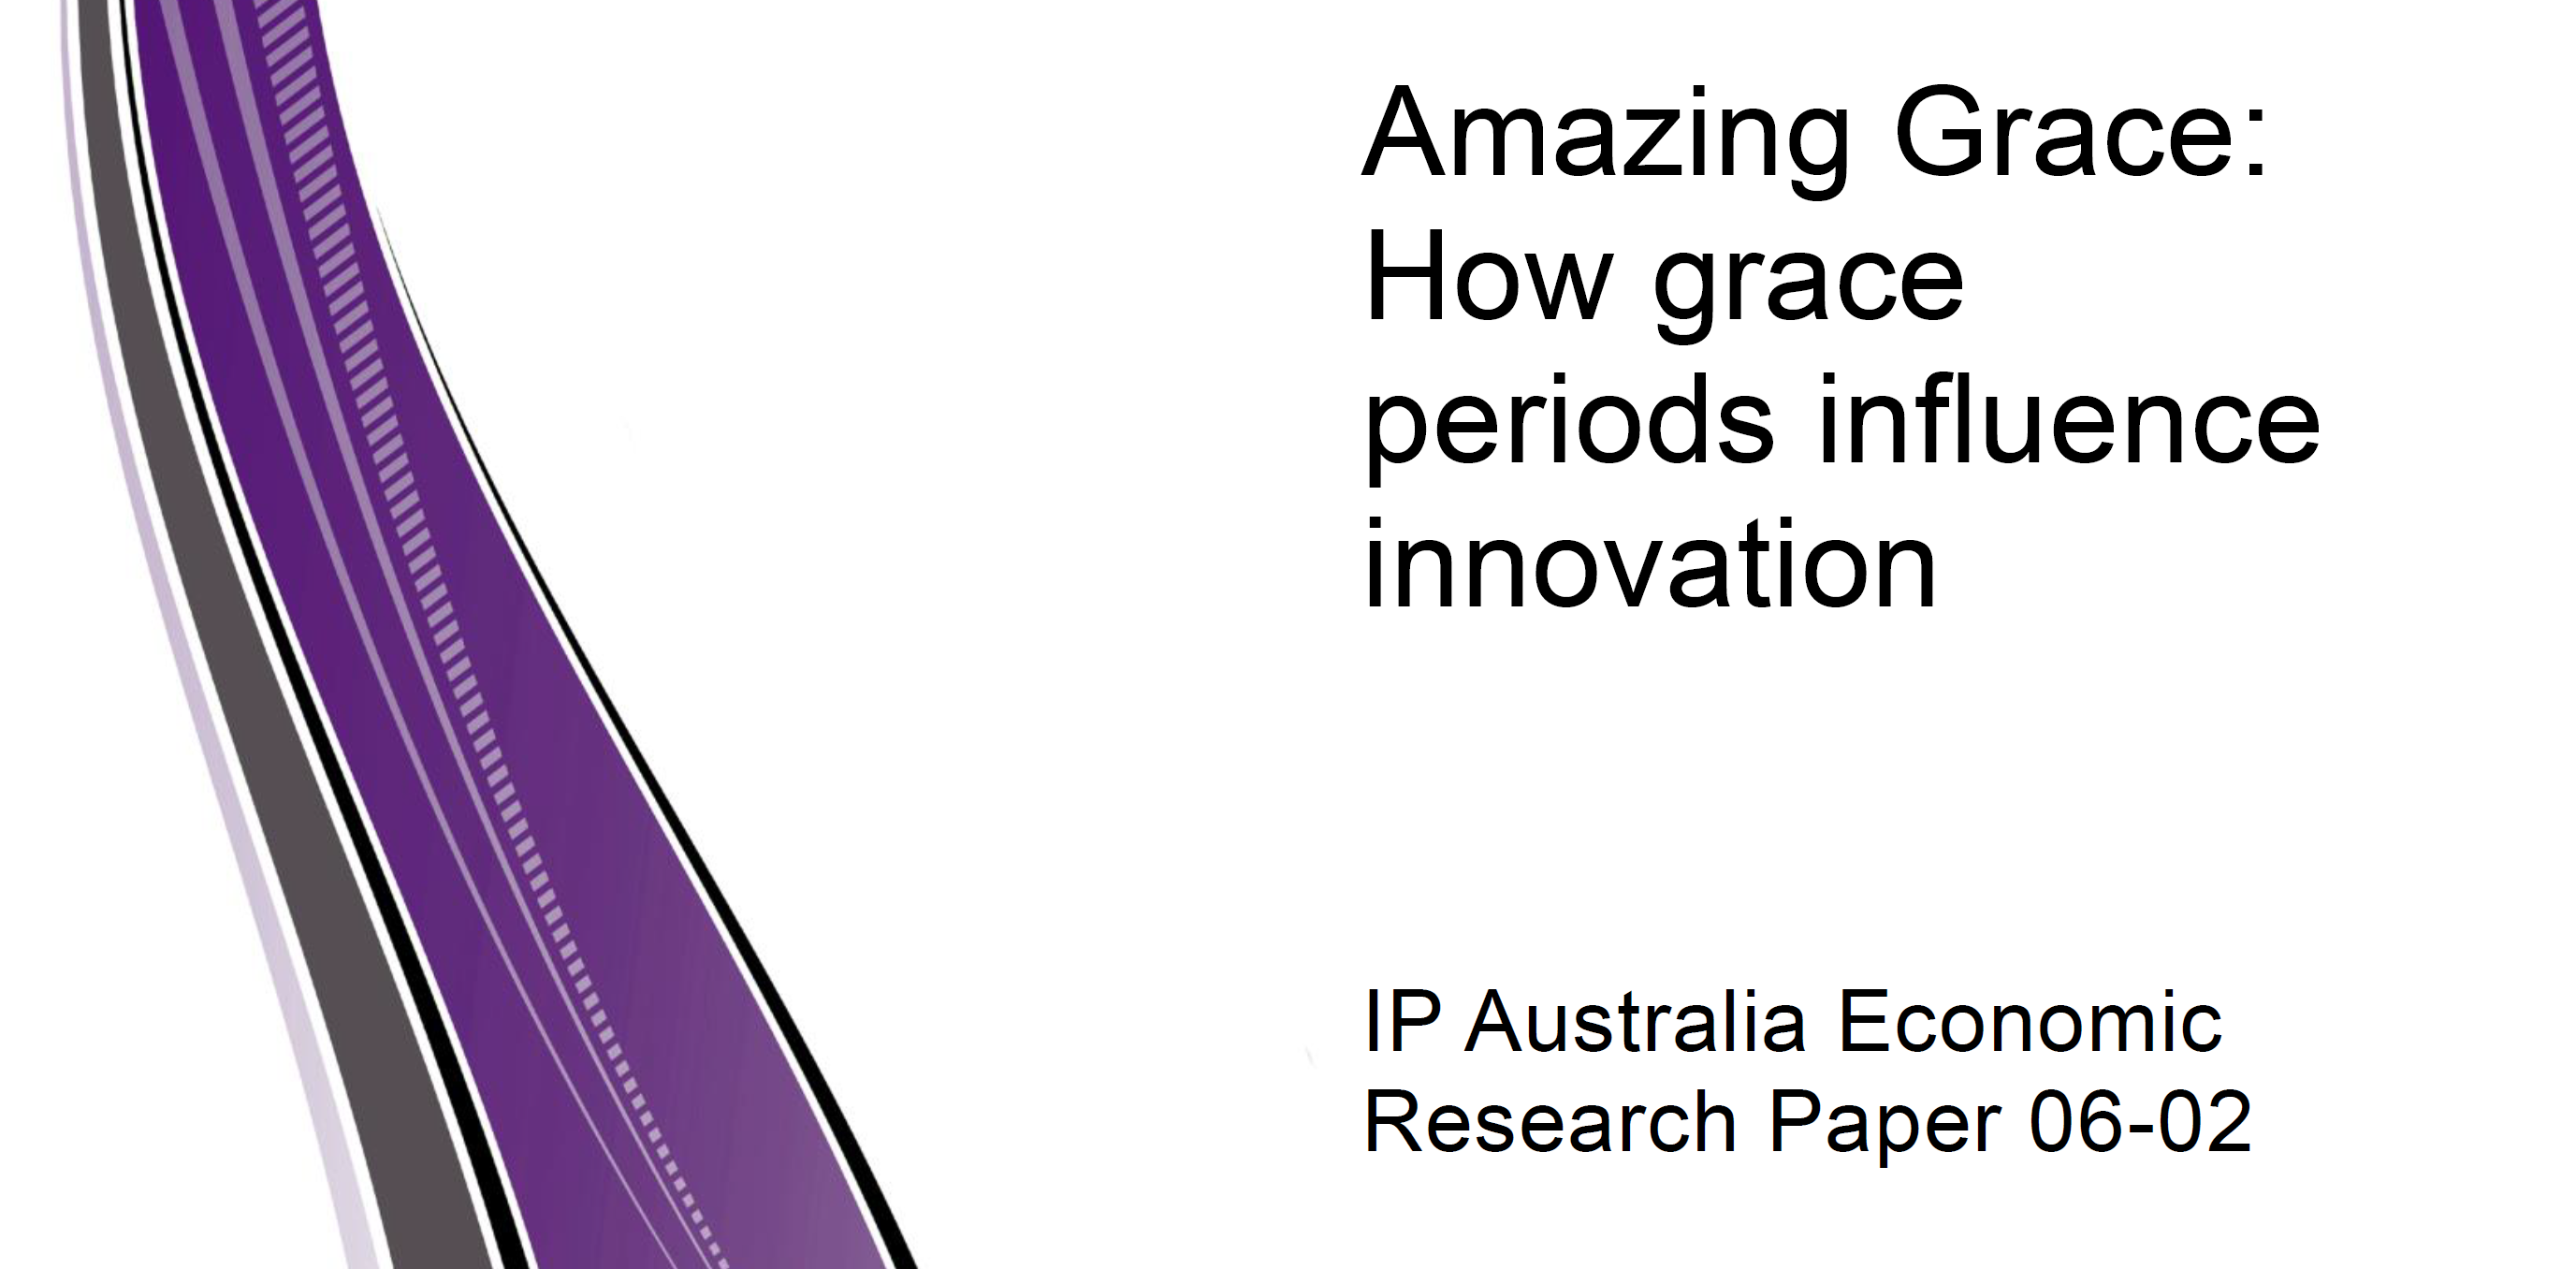 Amazing Grace:
How grace
periods influence
innovation
IP Australia Economic
Research Paper 06-02